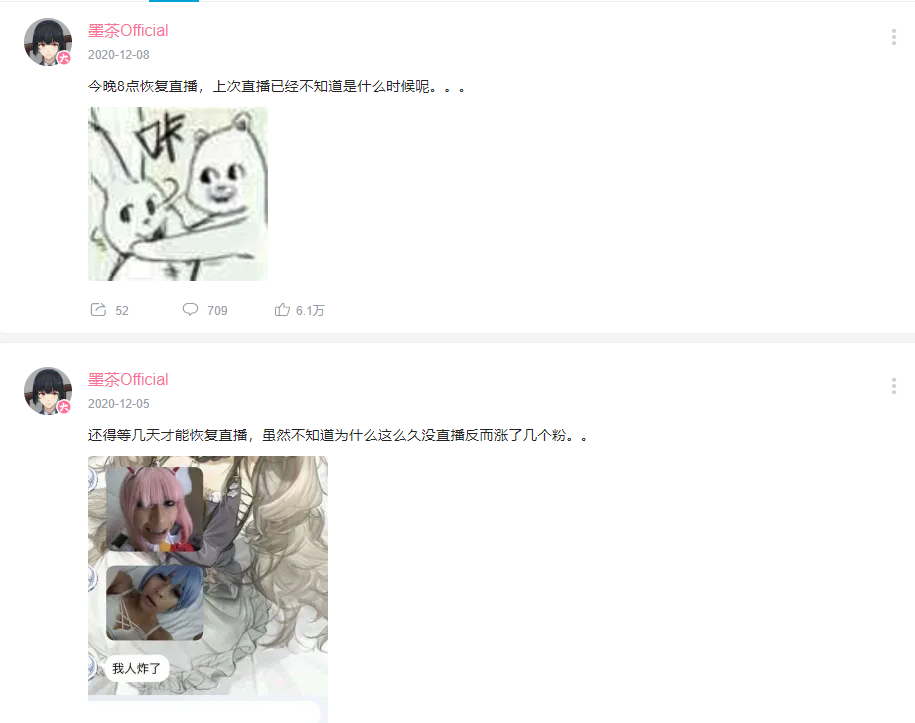 墨茶Official
2020-12-08
今晚8点恢复直播，上次直播已经不知道是什么时候呢。。。
咔
52 709 6.1万
墨茶Official
2020-12-05
还得等几天才能恢复直播，虽然不知道为什么这么久没直播反而涨了几个粉。。
我人炸了